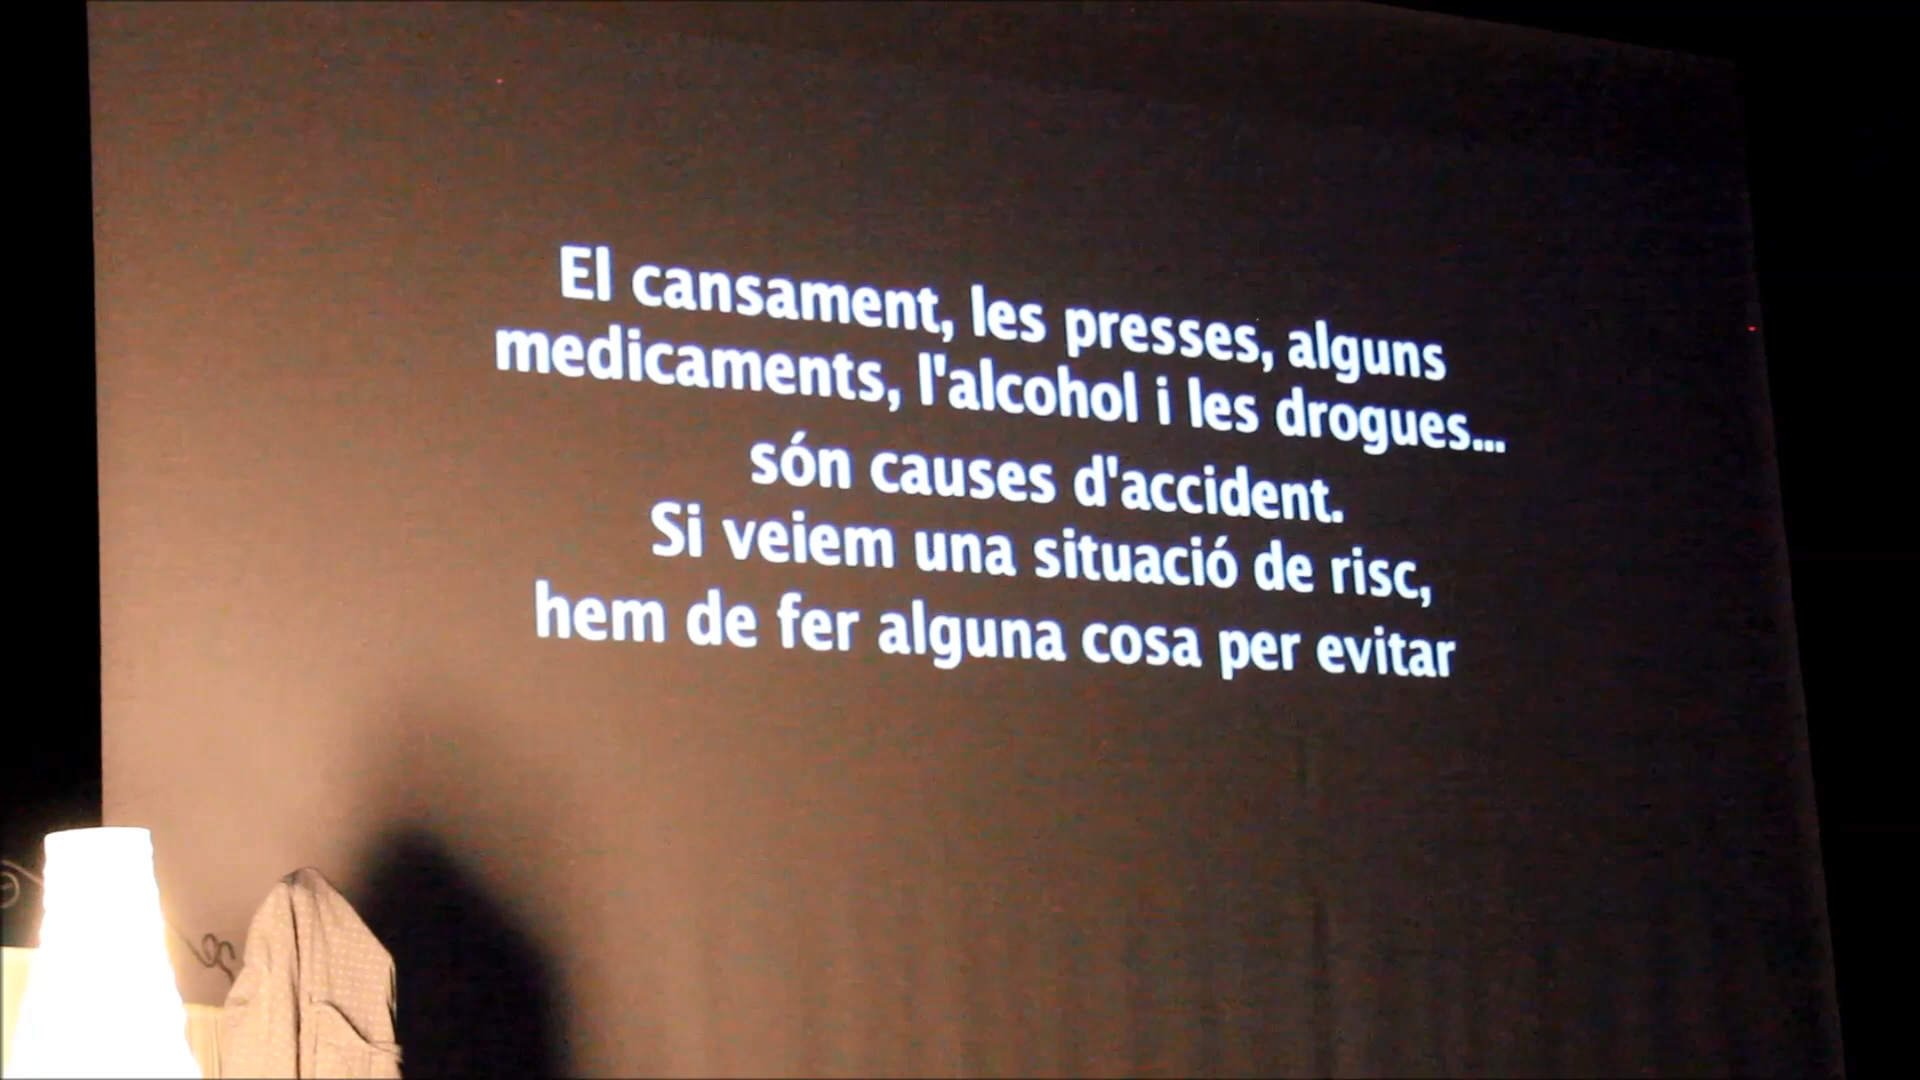 El cansament, les presses, alguns
medicaments, l'alcohol i les drogues...
són causes d'accident.
Si veiem una situació de risc,
hem de fer alguna cosa per evitar